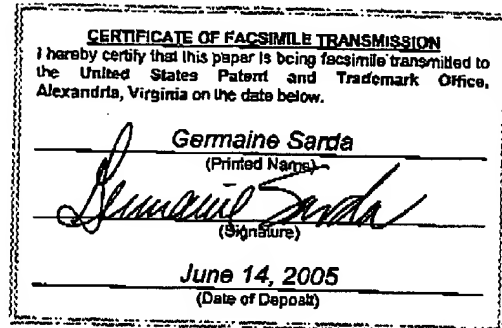 CERTIFICATE OF FACSIMILE TRANSMISSION
I hereby certify that this paper is being facsimile transmitted to
the United States Patent and Trademark Office,
Alexandria, Virginia on the date below.
Germaine Sarda
(Printed Name)
Germaine Sarda
(Signature)
June 14, 2005
(Date of Deposit)